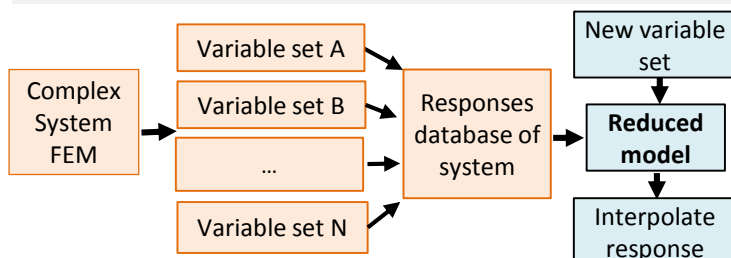 Complex
System
FEM
Variable set A
Variable set B
...
Variable set N
Responses
database of
system
New variable
set
Reduced
model
Interpolate
response